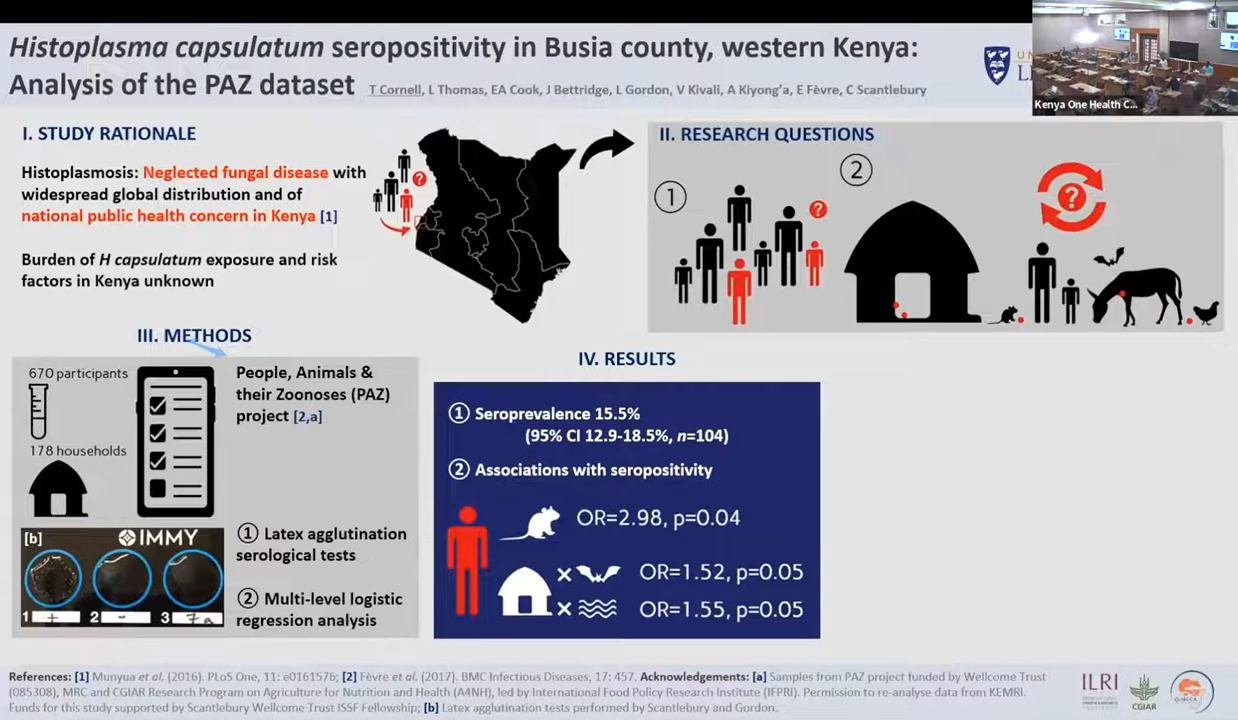 Histoplasma capsulatum seropositivity in Busia county, western Kenya:
Analysis of the PAZ dataset
T Cornell, L Thomas, EA Cook, J Bettridge, L Gordon, V Kivali, A Kiyong'a, E Fèvre, C Scantlebury
Kenya One Health C...
I. STUDY RATIONALE
Histoplasmosis: Neglected fungal disease with
widespread global distribution and of
national public health concern in Kenya [1]
Burden of H capsulatum exposure and risk
factors in Kenya unknown
?
II. RESEARCH QUESTIONS
1
?
2
?
III. METHODS
670 participants
178 households
People, Animals &
their Zoonoses (PAZ)
project [2,a]
[b]
IMMY
1 + 2 - 3 7a
① Latex agglutination
serological tests
② Multi-level logistic
regression analysis
IV. RESULTS
① Seroprevalence 15.5%
(95% CI 12.9-18.5%, n=104)
② Associations with seropositivity
OR=2.98, p=0.04
× OR=1.52, p=0.05
× OR=1.55, p=0.05
References: [1] Munyua et al. (2016). PLoS One, 11: e0161576; [2] Fèvre et al. (2017). BMC Infectious Diseases, 17: 457. Acknowledgements: [a] Samples from PAZ project funded by Wellcome Trust
(085308), MRC and CGIAR Research Program on Agriculture for Nutrition and Health (A4NH), led by International Food Policy Research Institute (IFPRI). Permission to re-analyse data from KEMRI.
Funds for this study supported by Scantlebury Wellcome Trust ISSF Fellowship; [b] Latex agglutination tests performed by Scantlebury and Gordon.
ILRI
CGIAR